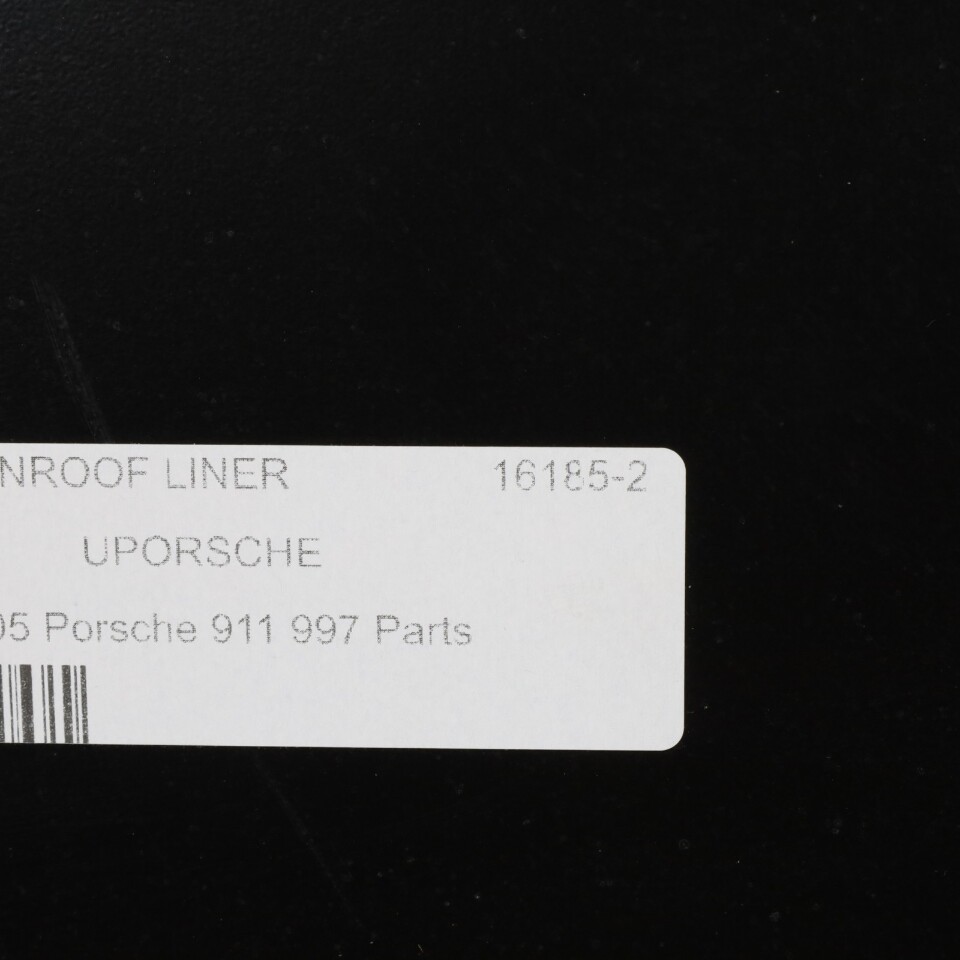 NROOF LINER 16185-2
UPORSCHE
05 Porsche 911 997 Parts